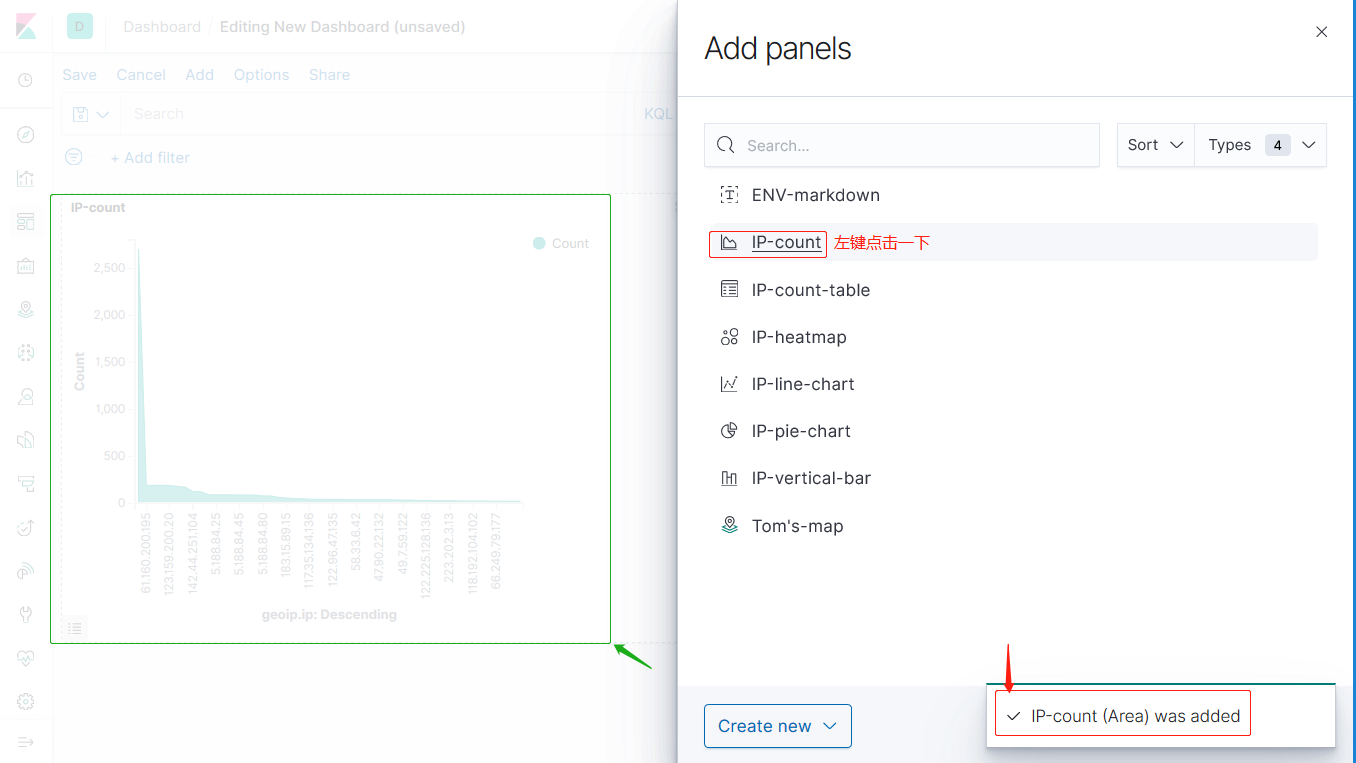 D
Dashboard
Editing New Dashboard (unsaved)
Save Cancel Add Options Share
Search
KQL
+ Add filter
IP-count
Count
2,500
2,000
1,500
1,000
500
0
Count
61.160.200.195
123.159.200.20
142.44.251.104
5.188.84.25
5.188.84.45
5.188.84.80
183.15.89.15
117.35.134.136
122.96.47.135
58.33.6.42
47.90.22.132
49.7.59.122
122.225.128.136
223.202.3.13
118.192.104.102
66.249.79.177
geoip.ip: Descending
Add panels
Search...
Sort
Types 4
ENV-markdown
IP-count 左键点击一下
IP-count-table
IP-heatmap
IP-line-chart
IP-pie-chart
IP-vertical-bar
Tom's-map
Create new
IP-count (Area) was added